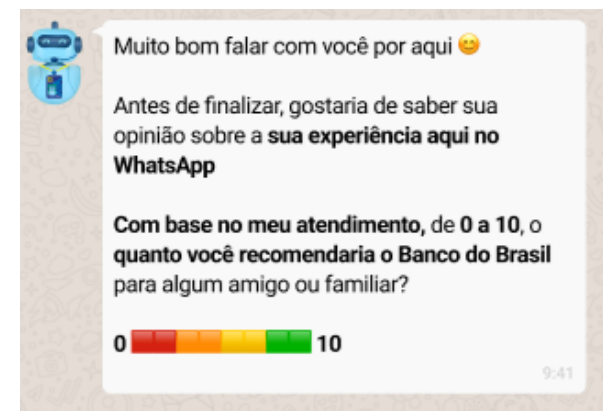 Muito bom falar com você por aqui 😊
Antes de finalizar, gostaria de saber sua
opinião sobre a sua experiência aqui no
WhatsApp
Com base no meu atendimento, de 0 a 10, o
quanto você recomendaria o Banco do Brasil
para algum amigo ou familiar?
0 10
9:41